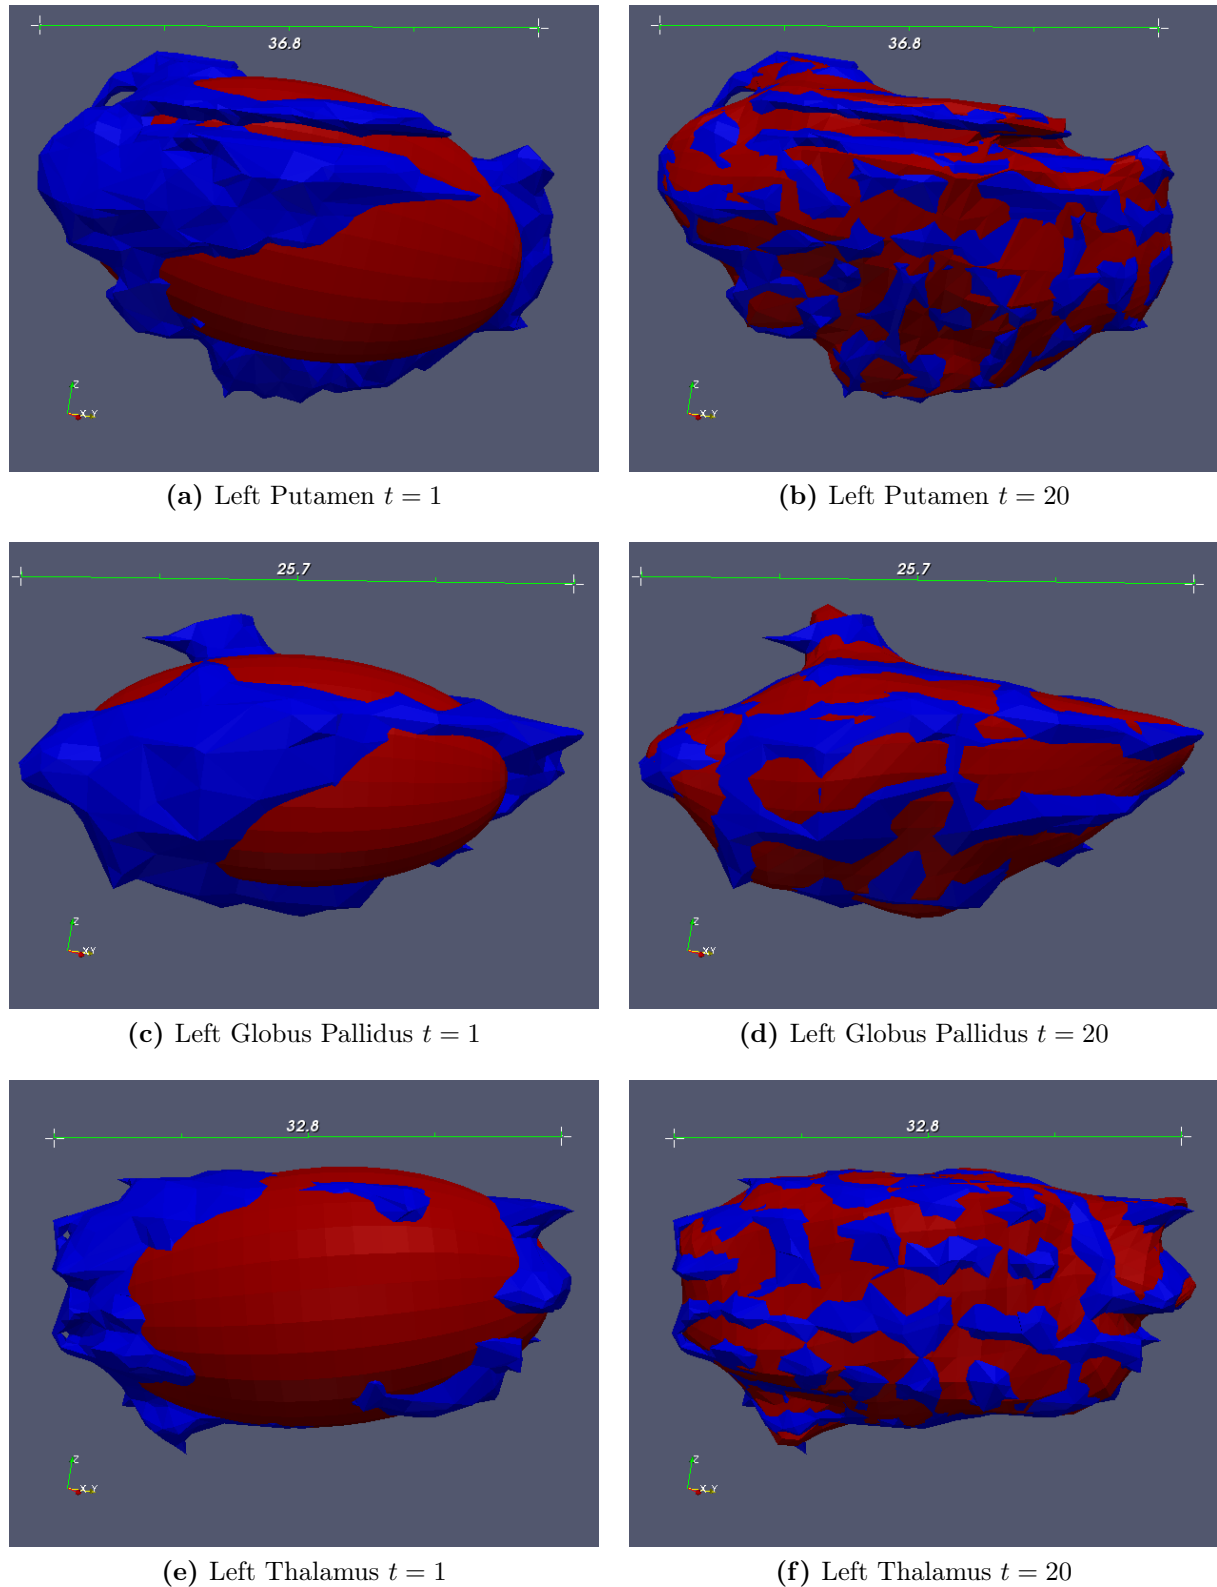 36.8
36.8
Z
X Y
Z
X Y
(a) Left Putamen t = 1
(b) Left Putamen t = 20
25.7
25.7
Z
X Y
Z
X Y
(c) Left Globus Pallidus t = 1
(d) Left Globus Pallidus t = 20
32.8
32.8
Z
X Y
Z
X Y
(e) Left Thalamus t = 1
(f) Left Thalamus t = 20